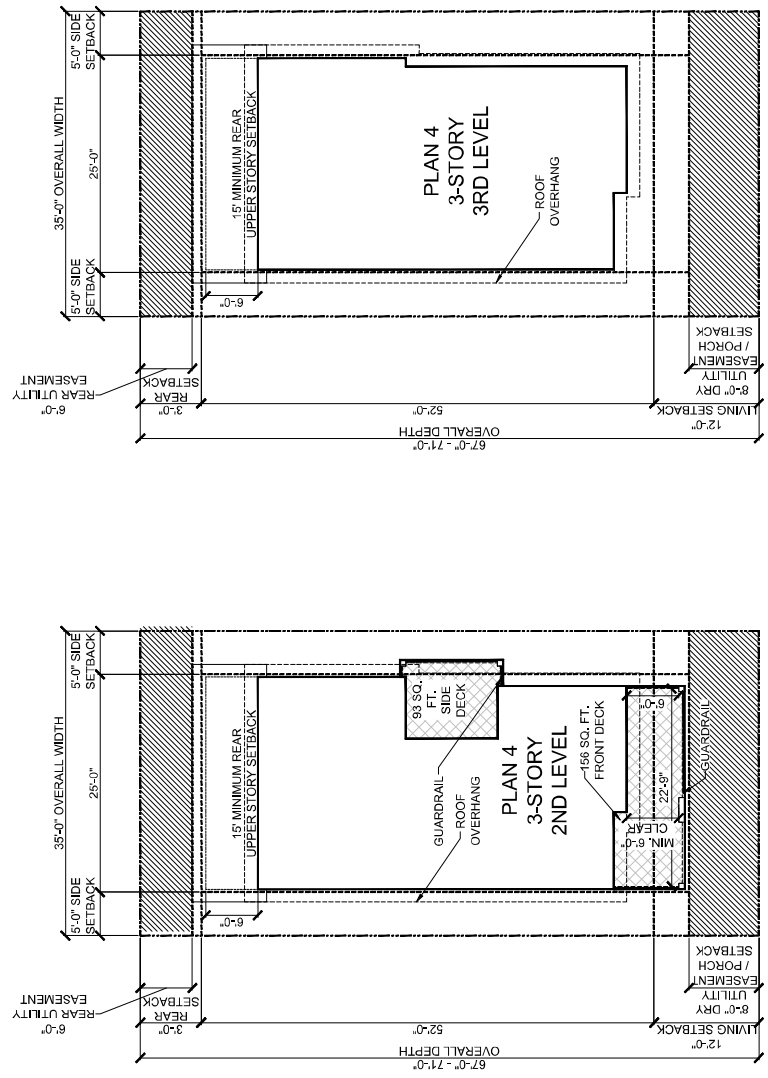 5'-0" SIDE
SETBACK
35'-0" OVERALL WIDTH
25'-0"
5'-0" SIDE
SETBACK
15' MINIMUM REAR
UPPER STORY SETBACK
6'-0"
PLAN 4
3-STORY
3RD LEVEL
ROOF
OVERHANG
6'-0"
REAR UTILITY
EASEMENT
3'-0"
REAR
SETBACK
52'-0"
12'-0"
LIVING SETBACK
8'-0" DRY
UTILITY
EASEMENT
/ PORCH
SETBACK
67'-0" - 71'-0"
OVERALL DEPTH
5'-0" SIDE
SETBACK
35'-0" OVERALL WIDTH
25'-0"
5'-0" SIDE
SETBACK
15' MINIMUM REAR
UPPER STORY SETBACK
6'-0"
93 SQ.
FT.
SIDE
DECK
GUARDRAIL
ROOF
OVERHANG
PLAN 4
3-STORY
2ND LEVEL
156 SQ. FT.
FRONT DECK
6'-0"
22'-9"
MIN. 6'-0"
CLEAR
GUARDRAIL
6'-0"
REAR UTILITY
EASEMENT
3'-0"
REAR
SETBACK
52'-0"
12'-0"
LIVING SETBACK
8'-0" DRY
UTILITY
EASEMENT
/ PORCH
SETBACK
67'-0" - 71'-0"
OVERALL DEPTH